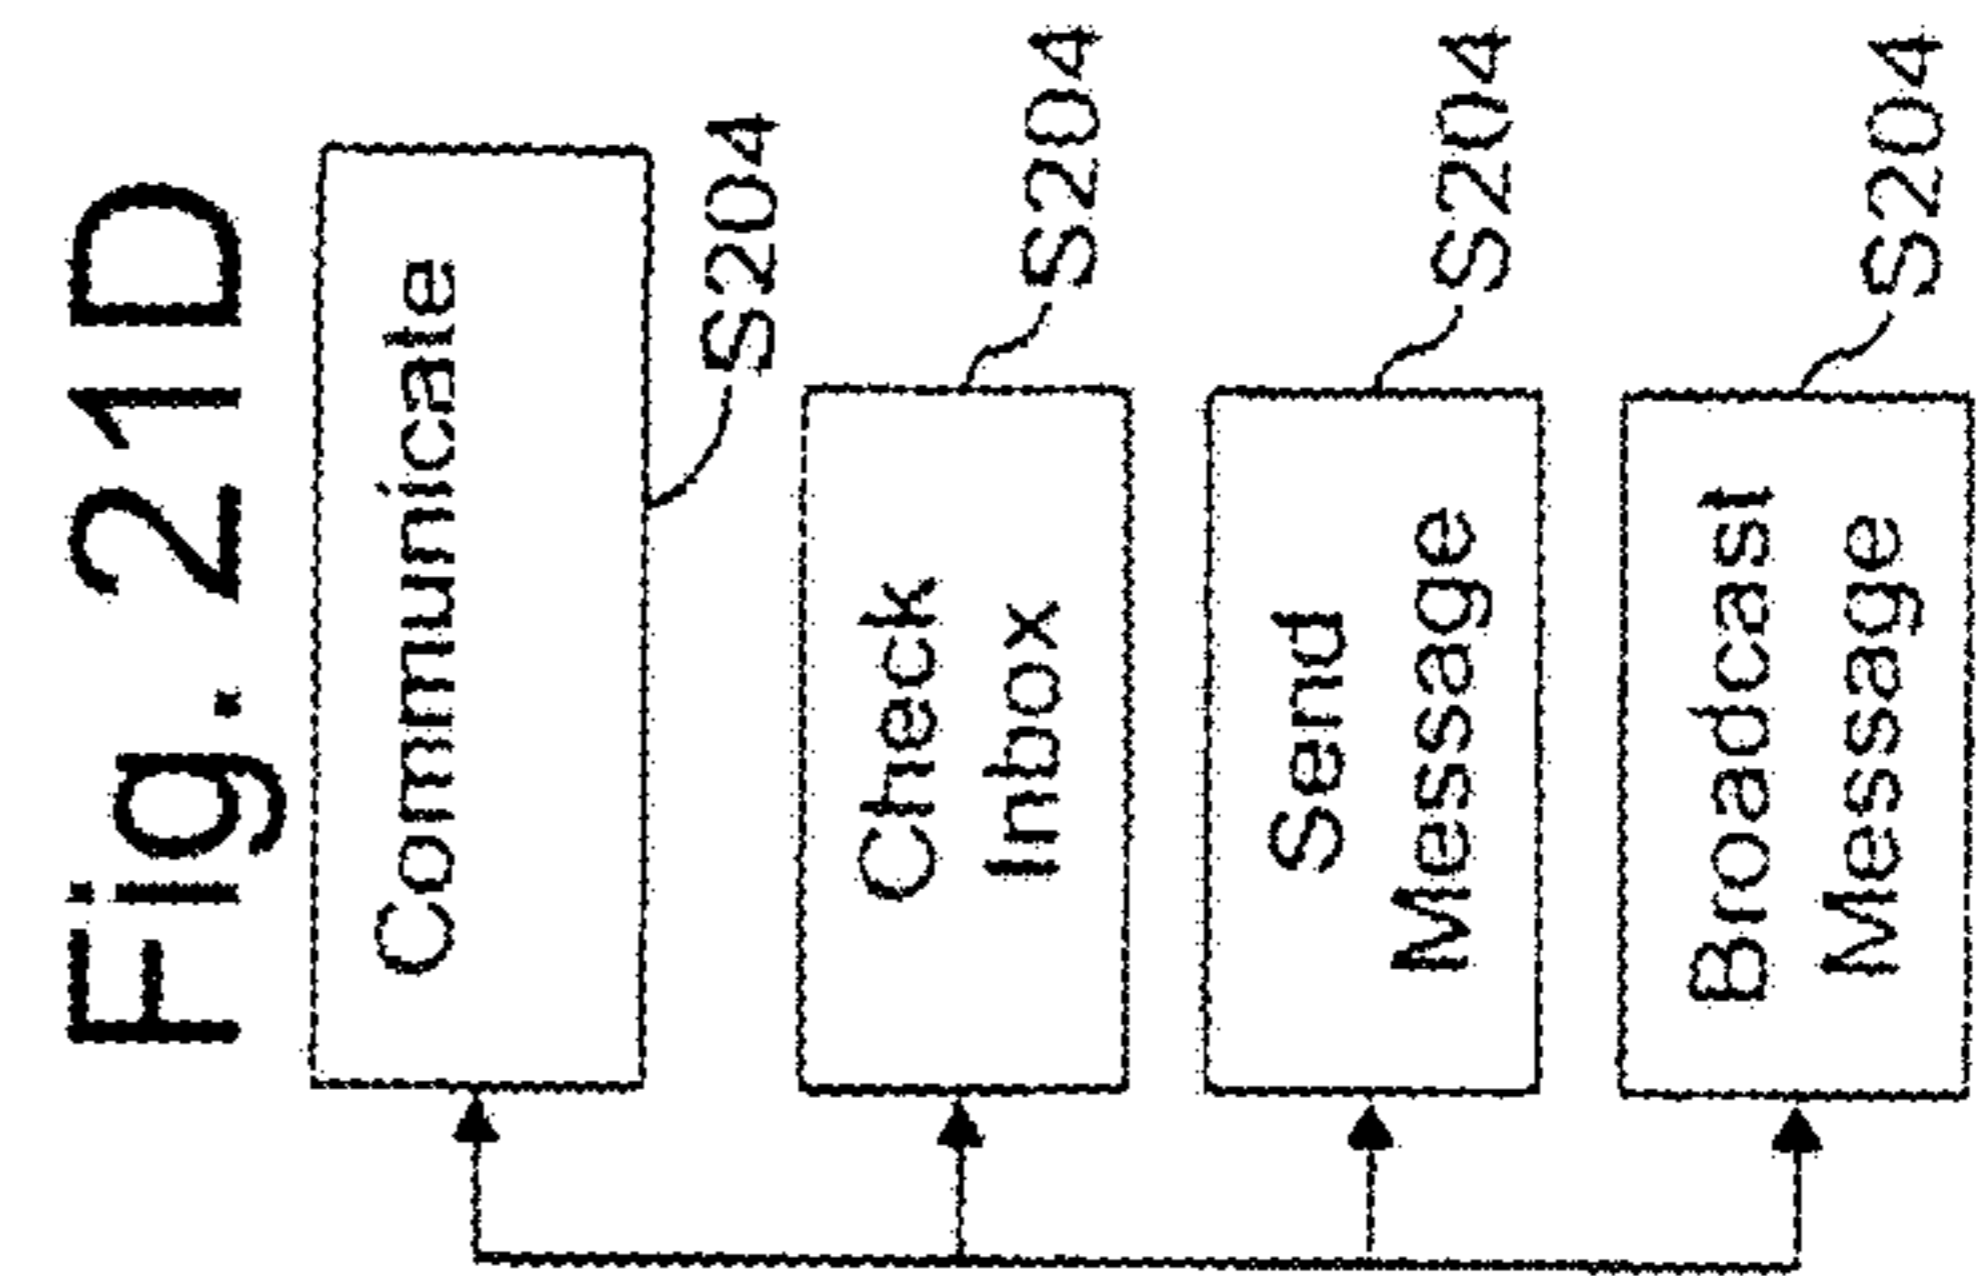 Fig. 21D
Communicate
S204
Check
Inbox
S204
Send
Message
S204
Broadcast
Message
S204